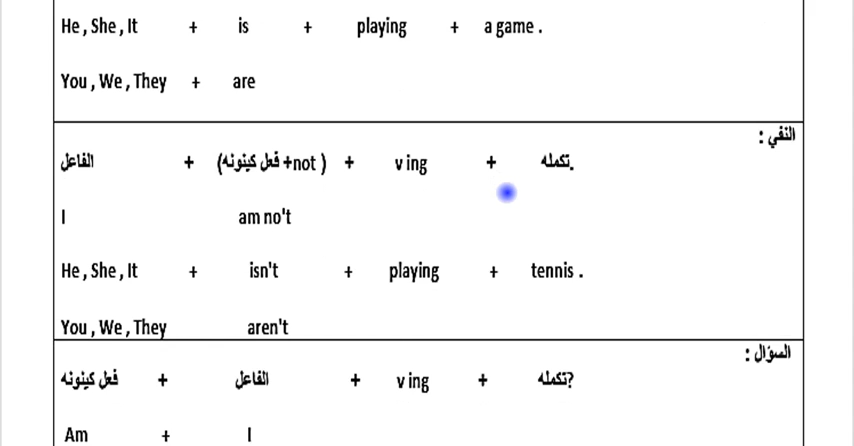 He , She , It + is + playing + a game .
You , We , They + are
النفي :
الفاعل + (فعل كينونه +not ) + v ing + تكمله.
I am no't
He , She , It + isn't + playing + tennis .
You , We , They aren't
السؤال :
فعل كينونه + الفاعل + v ing + تكمله?
Am + I